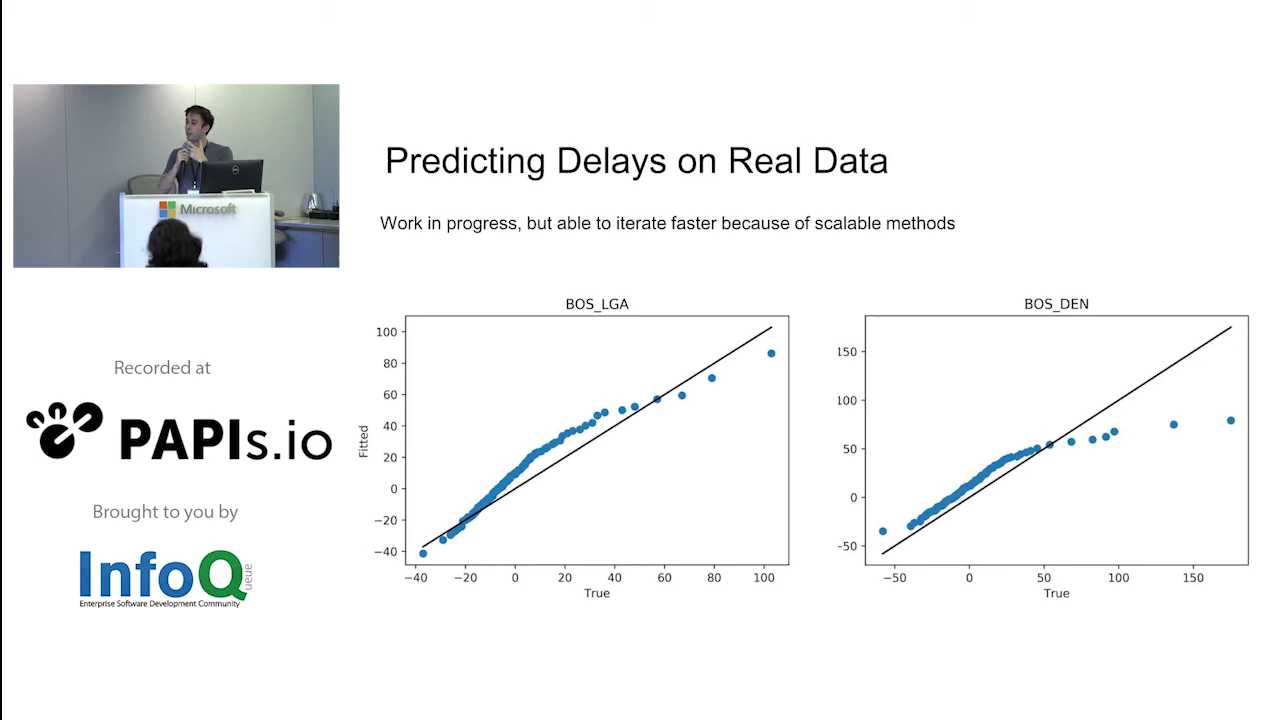 Predicting Delays on Real Data
Work in progress, but able to iterate faster because of scalable methods
Microsoft
DELL
Recorded at
PAPIs.io
Brought to you by
InfoQ
ueue
Enterprise Software Development Community
BOS_LGA
Fitted
100
80
60
40
20
0
−20
−40
−40 −20 0 20 40 60 80 100
True
BOS_DEN
150
100
50
0
-50
−50 0 50 100 150
True